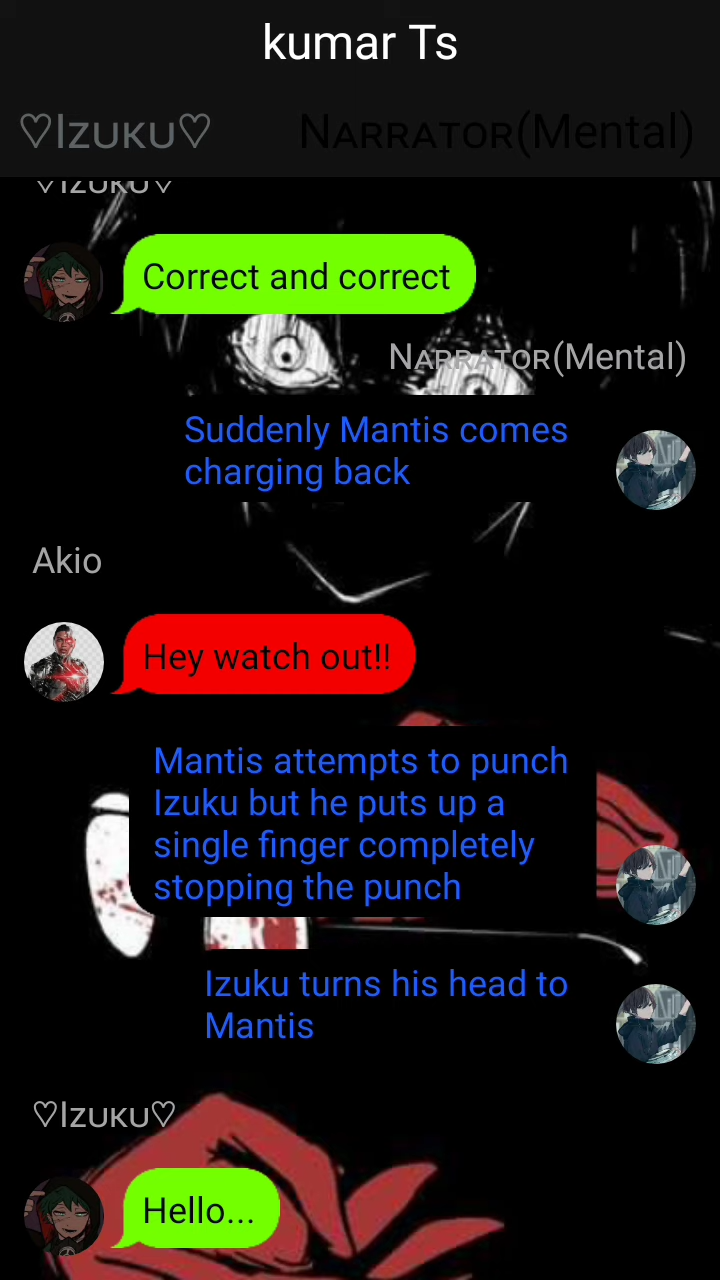 kumar Ts
♡Izuku♡ Narrator(Mental)
♡Izuku♡
Correct and correct
Narrator(Mental)
Suddenly Mantis comes
charging back
Akio
Hey watch out!!
Mantis attempts to punch
Izuku but he puts up a
single finger completely
stopping the punch
Izuku turns his head to
Mantis
♡Izuku♡
Hello...